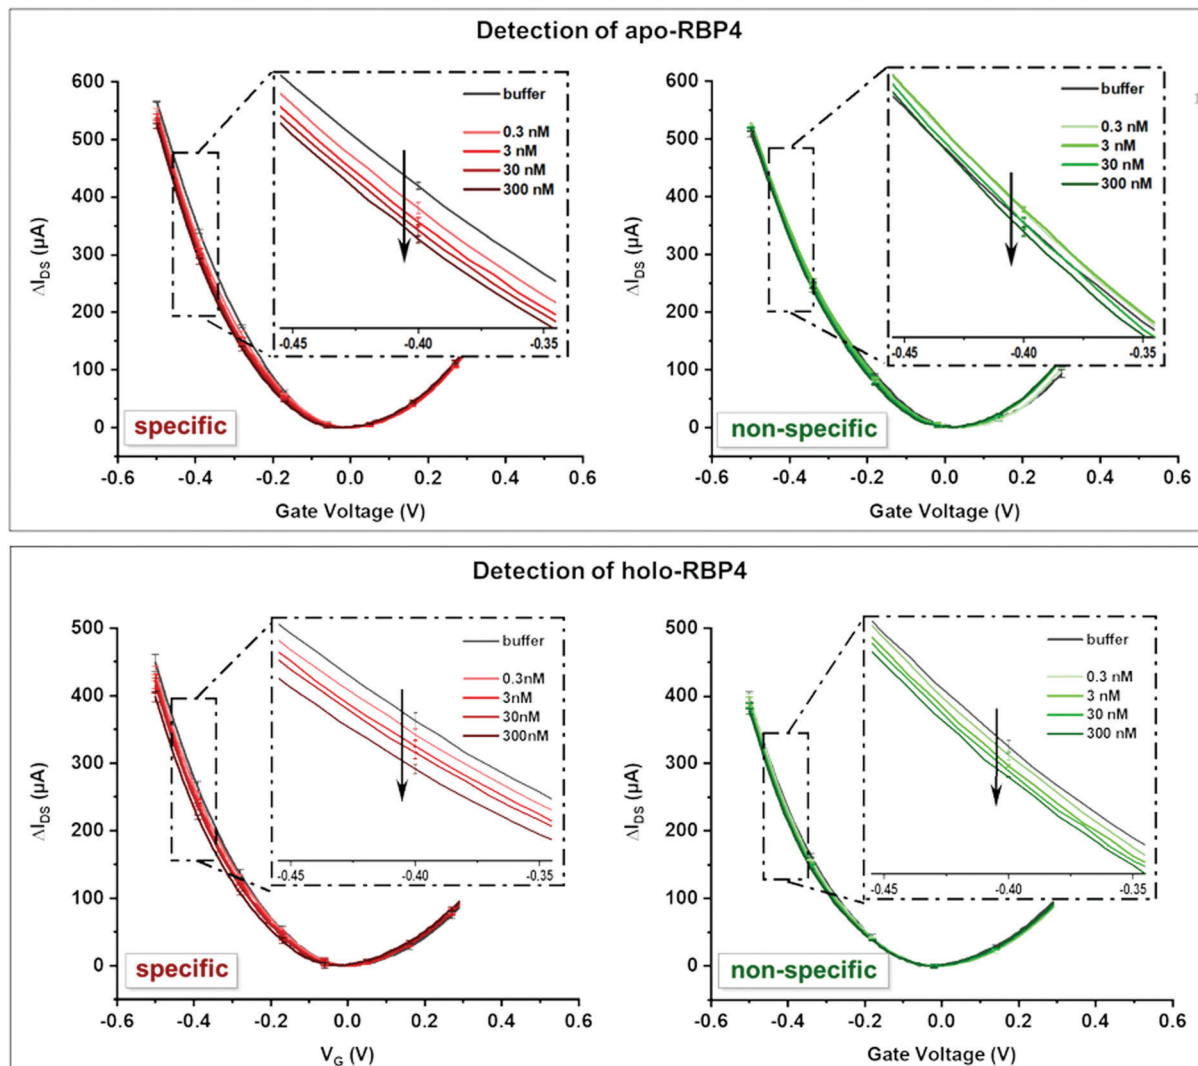 Detection of apo-RBP4
600
500
400
300
200
100
0
ΔI_DS (µA)
buffer
0.3 nM
3 nM
30 nM
300 nM
-0.45
-0.40
-0.35
specific
-0.6
-0.4
-0.2
0.0
0.2
0.4
0.6
Gate Voltage (V)
600
500
400
300
200
100
0
ΔI_DS (µA)
buffer
0.3 nM
3 nM
30 nM
300 nM
-0.45
-0.40
-0.35
non-specific
-0.6
-0.4
-0.2
0.0
0.2
0.4
0.6
Gate Voltage (V)
1
Detection of holo-RBP4
500
400
300
200
100
0
ΔI_DS (µA)
buffer
0.3nM
3nM
30nM
300nM
-0.45
-0.40
-0.35
specific
-0.6
-0.4
-0.2
0.0
0.2
0.4
0.6
V_G (V)
500
400
300
200
100
0
ΔI_DS (µA)
buffer
0.3 nM
3 nM
30 nM
300 nM
-0.45
-0.40
-0.35
non-specific
-0.6
-0.4
-0.2
0.0
0.2
0.4
0.6
Gate Voltage (V)